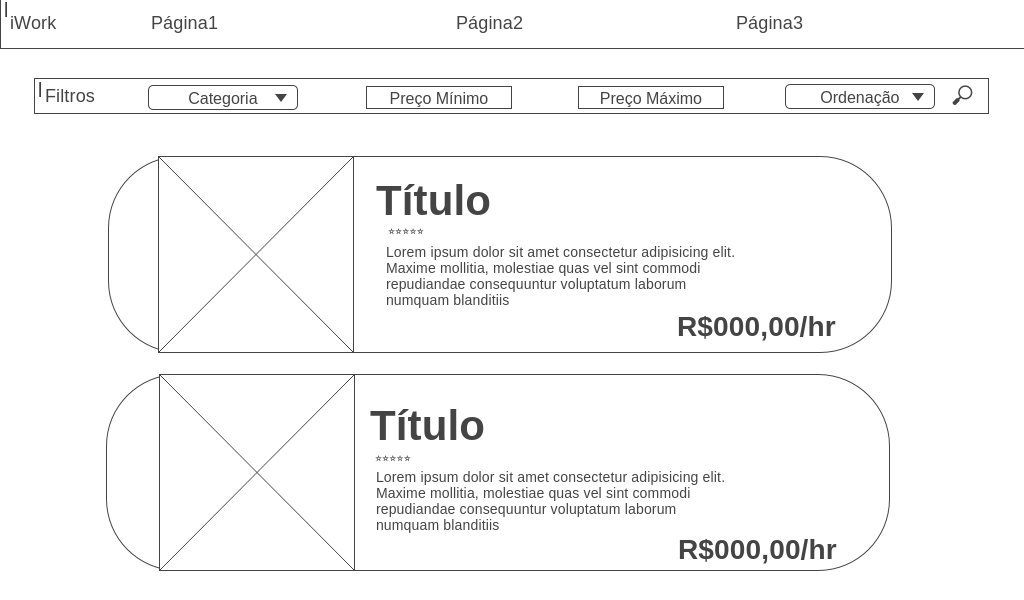 iWork Página1 Página2 Página3
Filtros Categoria Preço Mínimo Preço Máximo Ordenação
Título
☆☆☆☆☆
Lorem ipsum dolor sit amet consectetur adipisicing elit.
Maxime mollitia, molestiae quas vel sint commodi
repudiandae consequuntur voluptatum laborum
numquam blanditiis
R$000,00/hr
Título
☆☆☆☆☆
Lorem ipsum dolor sit amet consectetur adipisicing elit.
Maxime mollitia, molestiae quas vel sint commodi
repudiandae consequuntur voluptatum laborum
numquam blanditiis
R$000,00/hr